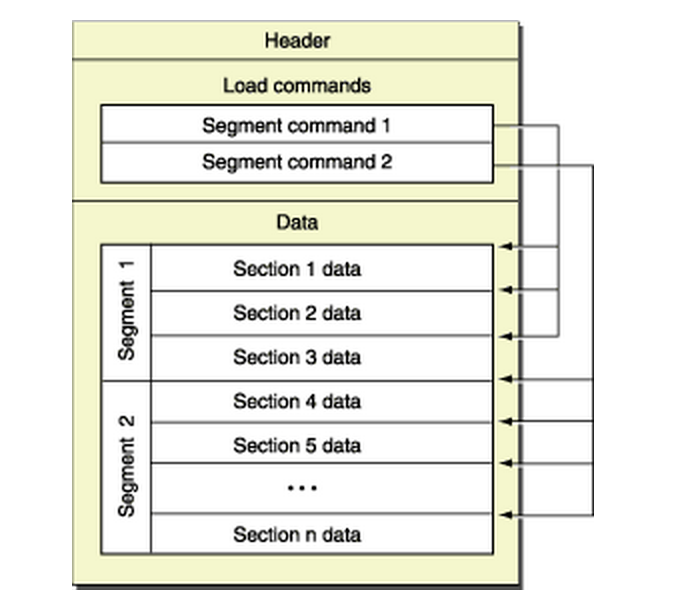 Header
Load commands
Segment command 1
Segment command 2
Data
Segment 1
Section 1 data
Section 2 data
Section 3 data
Segment 2
Section 4 data
Section 5 data
...
Section n data